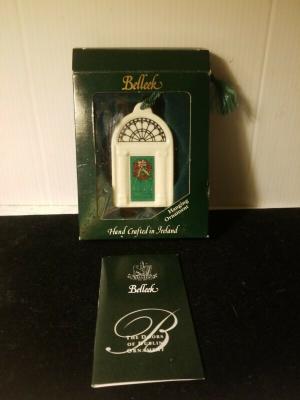 Belleek
Hanging
Ornament
Hand Crafted in Ireland
Belleek
B
THE DOORS
OF DUBLIN
ORNAMENT